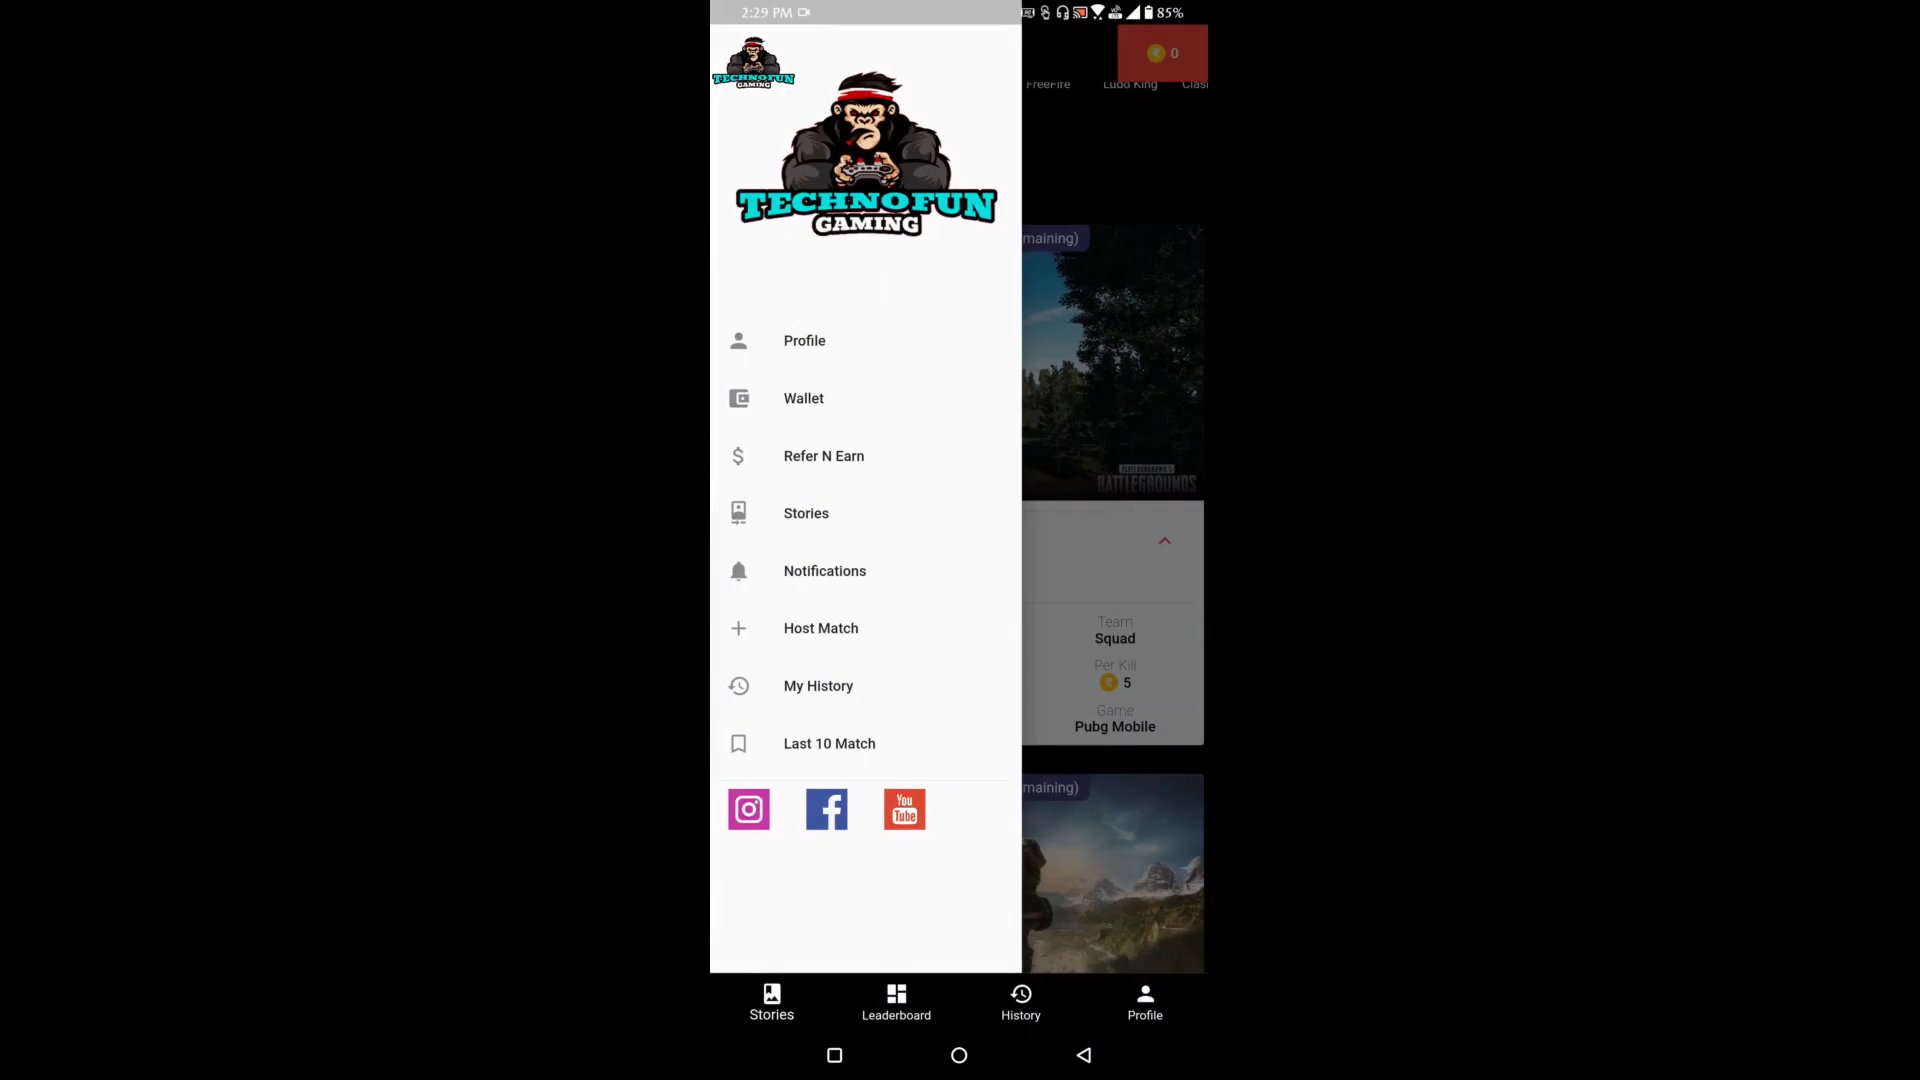 2:29 PM
85%
TECHNOFUN
GAMING
0
FreeFire
Ludo King
TECHNOFUN
GAMING
maining)
Profile
Wallet
Refer N Earn
PLAYERUNKNOWN'S
BATTLEGROUNDS
Stories
Notifications
Host Match
Team
Squad
Per Kill
5
My History
Game
Pubg Mobile
Last 10 Match
maining)
You
Tube
Stories
Leaderboard
History
Profile